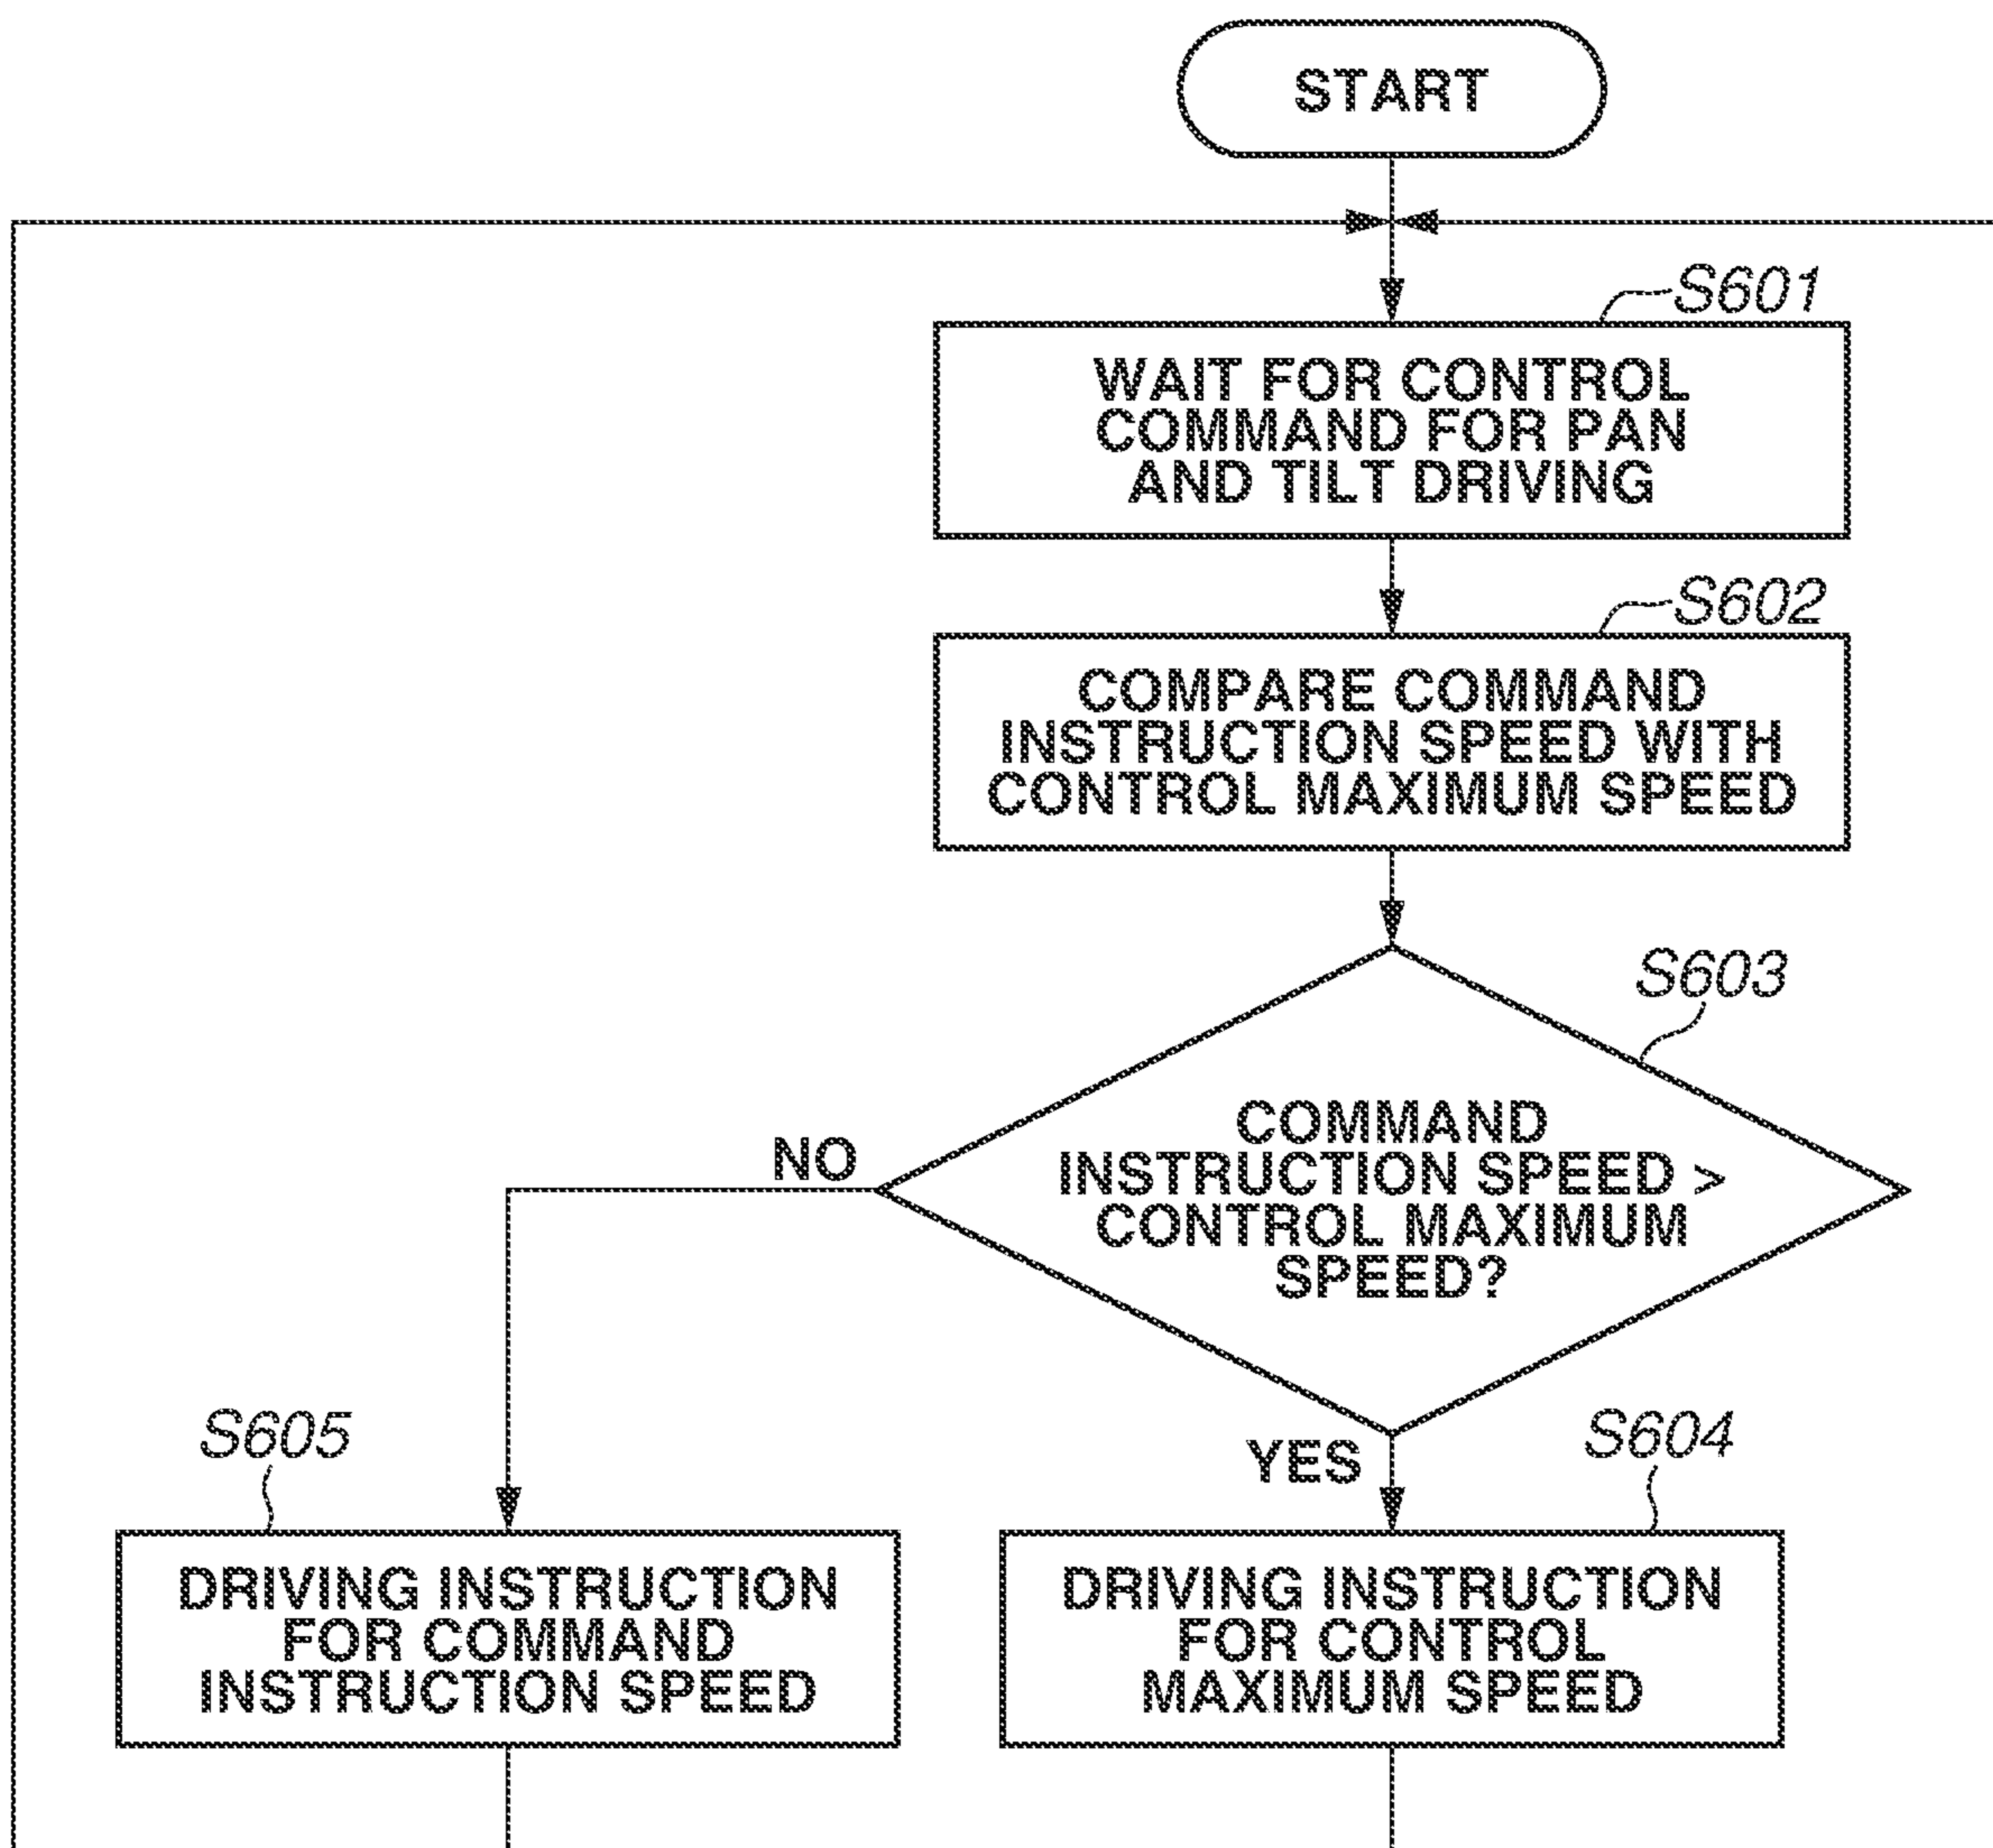 START
S601
WAIT FOR CONTROL
COMMAND FOR PAN
AND TILT DRIVING
S602
COMPARE COMMAND
INSTRUCTION SPEED WITH
CONTROL MAXIMUM SPEED
S603
COMMAND
INSTRUCTION SPEED >
CONTROL MAXIMUM
SPEED?
NO
YES
S605
DRIVING INSTRUCTION
FOR COMMAND
INSTRUCTION SPEED
S604
DRIVING INSTRUCTION
FOR CONTROL
MAXIMUM SPEED